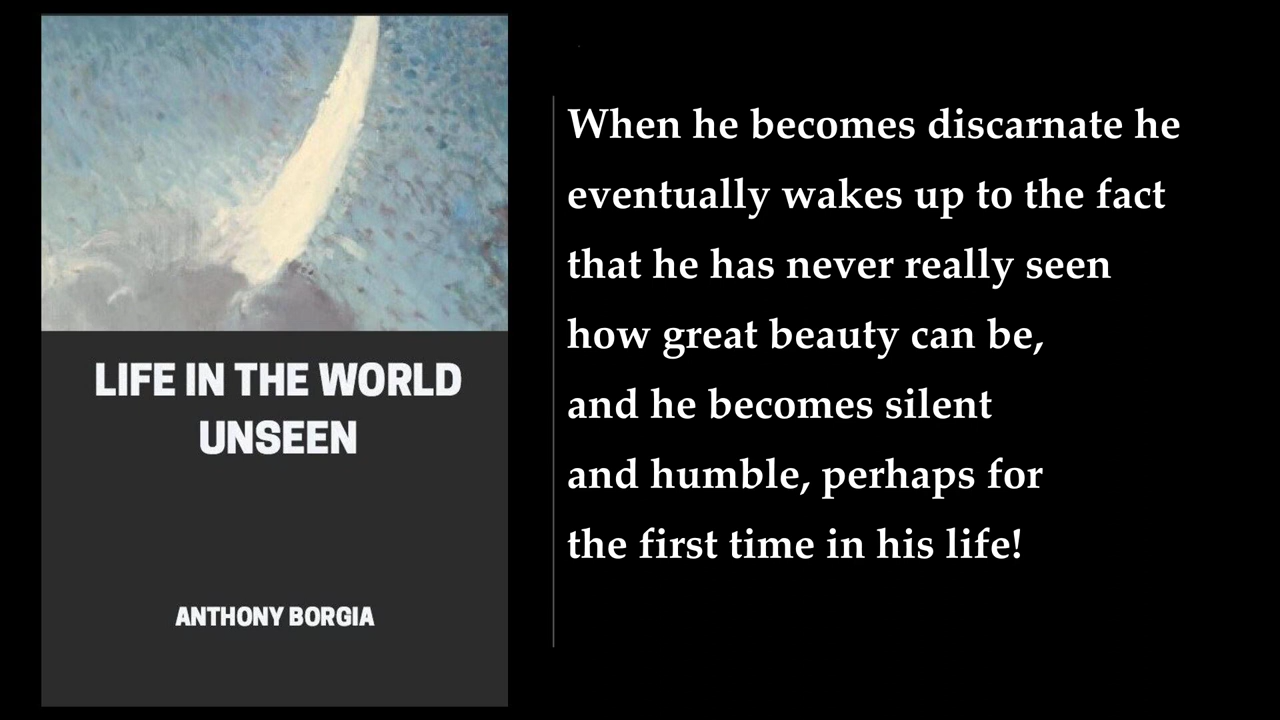 LIFE IN THE WORLD
UNSEEN
ANTHONY BORGIA
When he becomes discarnate he
eventually wakes up to the fact
that he has never really seen
how great beauty can be,
and he becomes silent
and humble, perhaps for
the first time in his life!